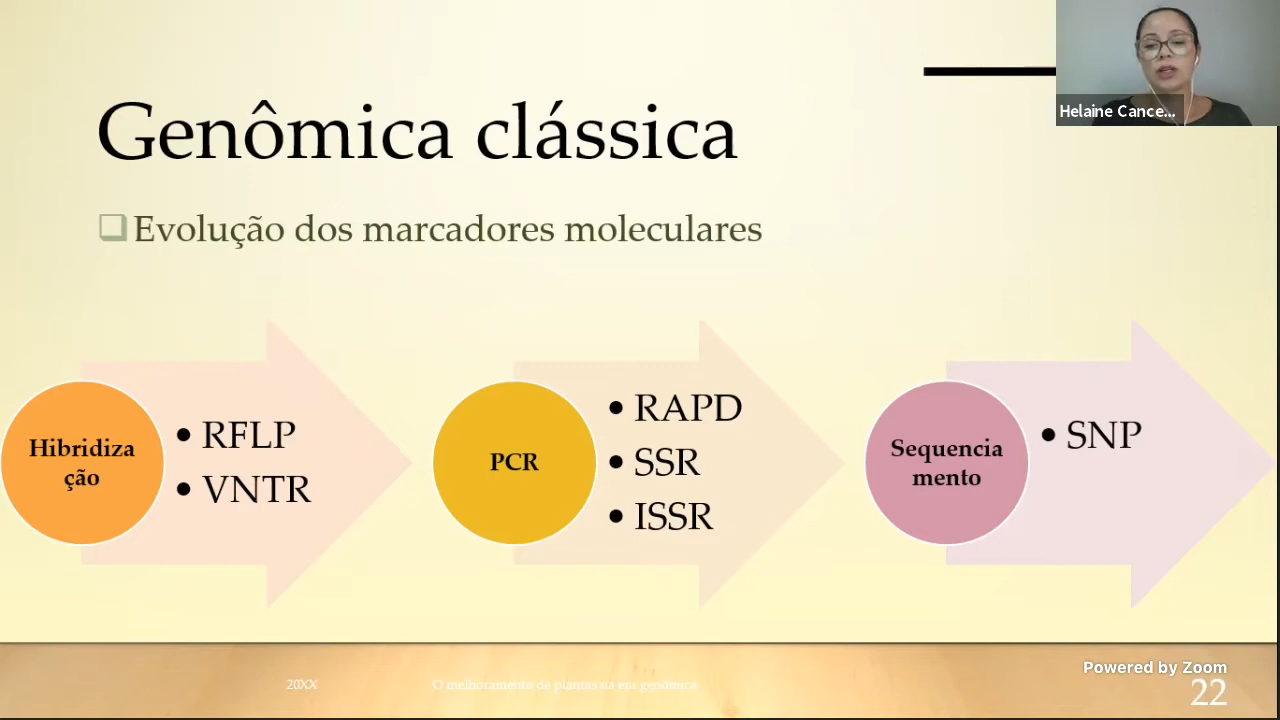 Genômica clássica
Helaine Cance...
Evolução dos marcadores moleculares
Hibridiza
ção
• RFLP
• VNTR
PCR
• RAPD
• SSR
• ISSR
Sequencia
mento
• SNP
Powered by Zoom
20XX
O melhoramento de plantas na era genômica
22